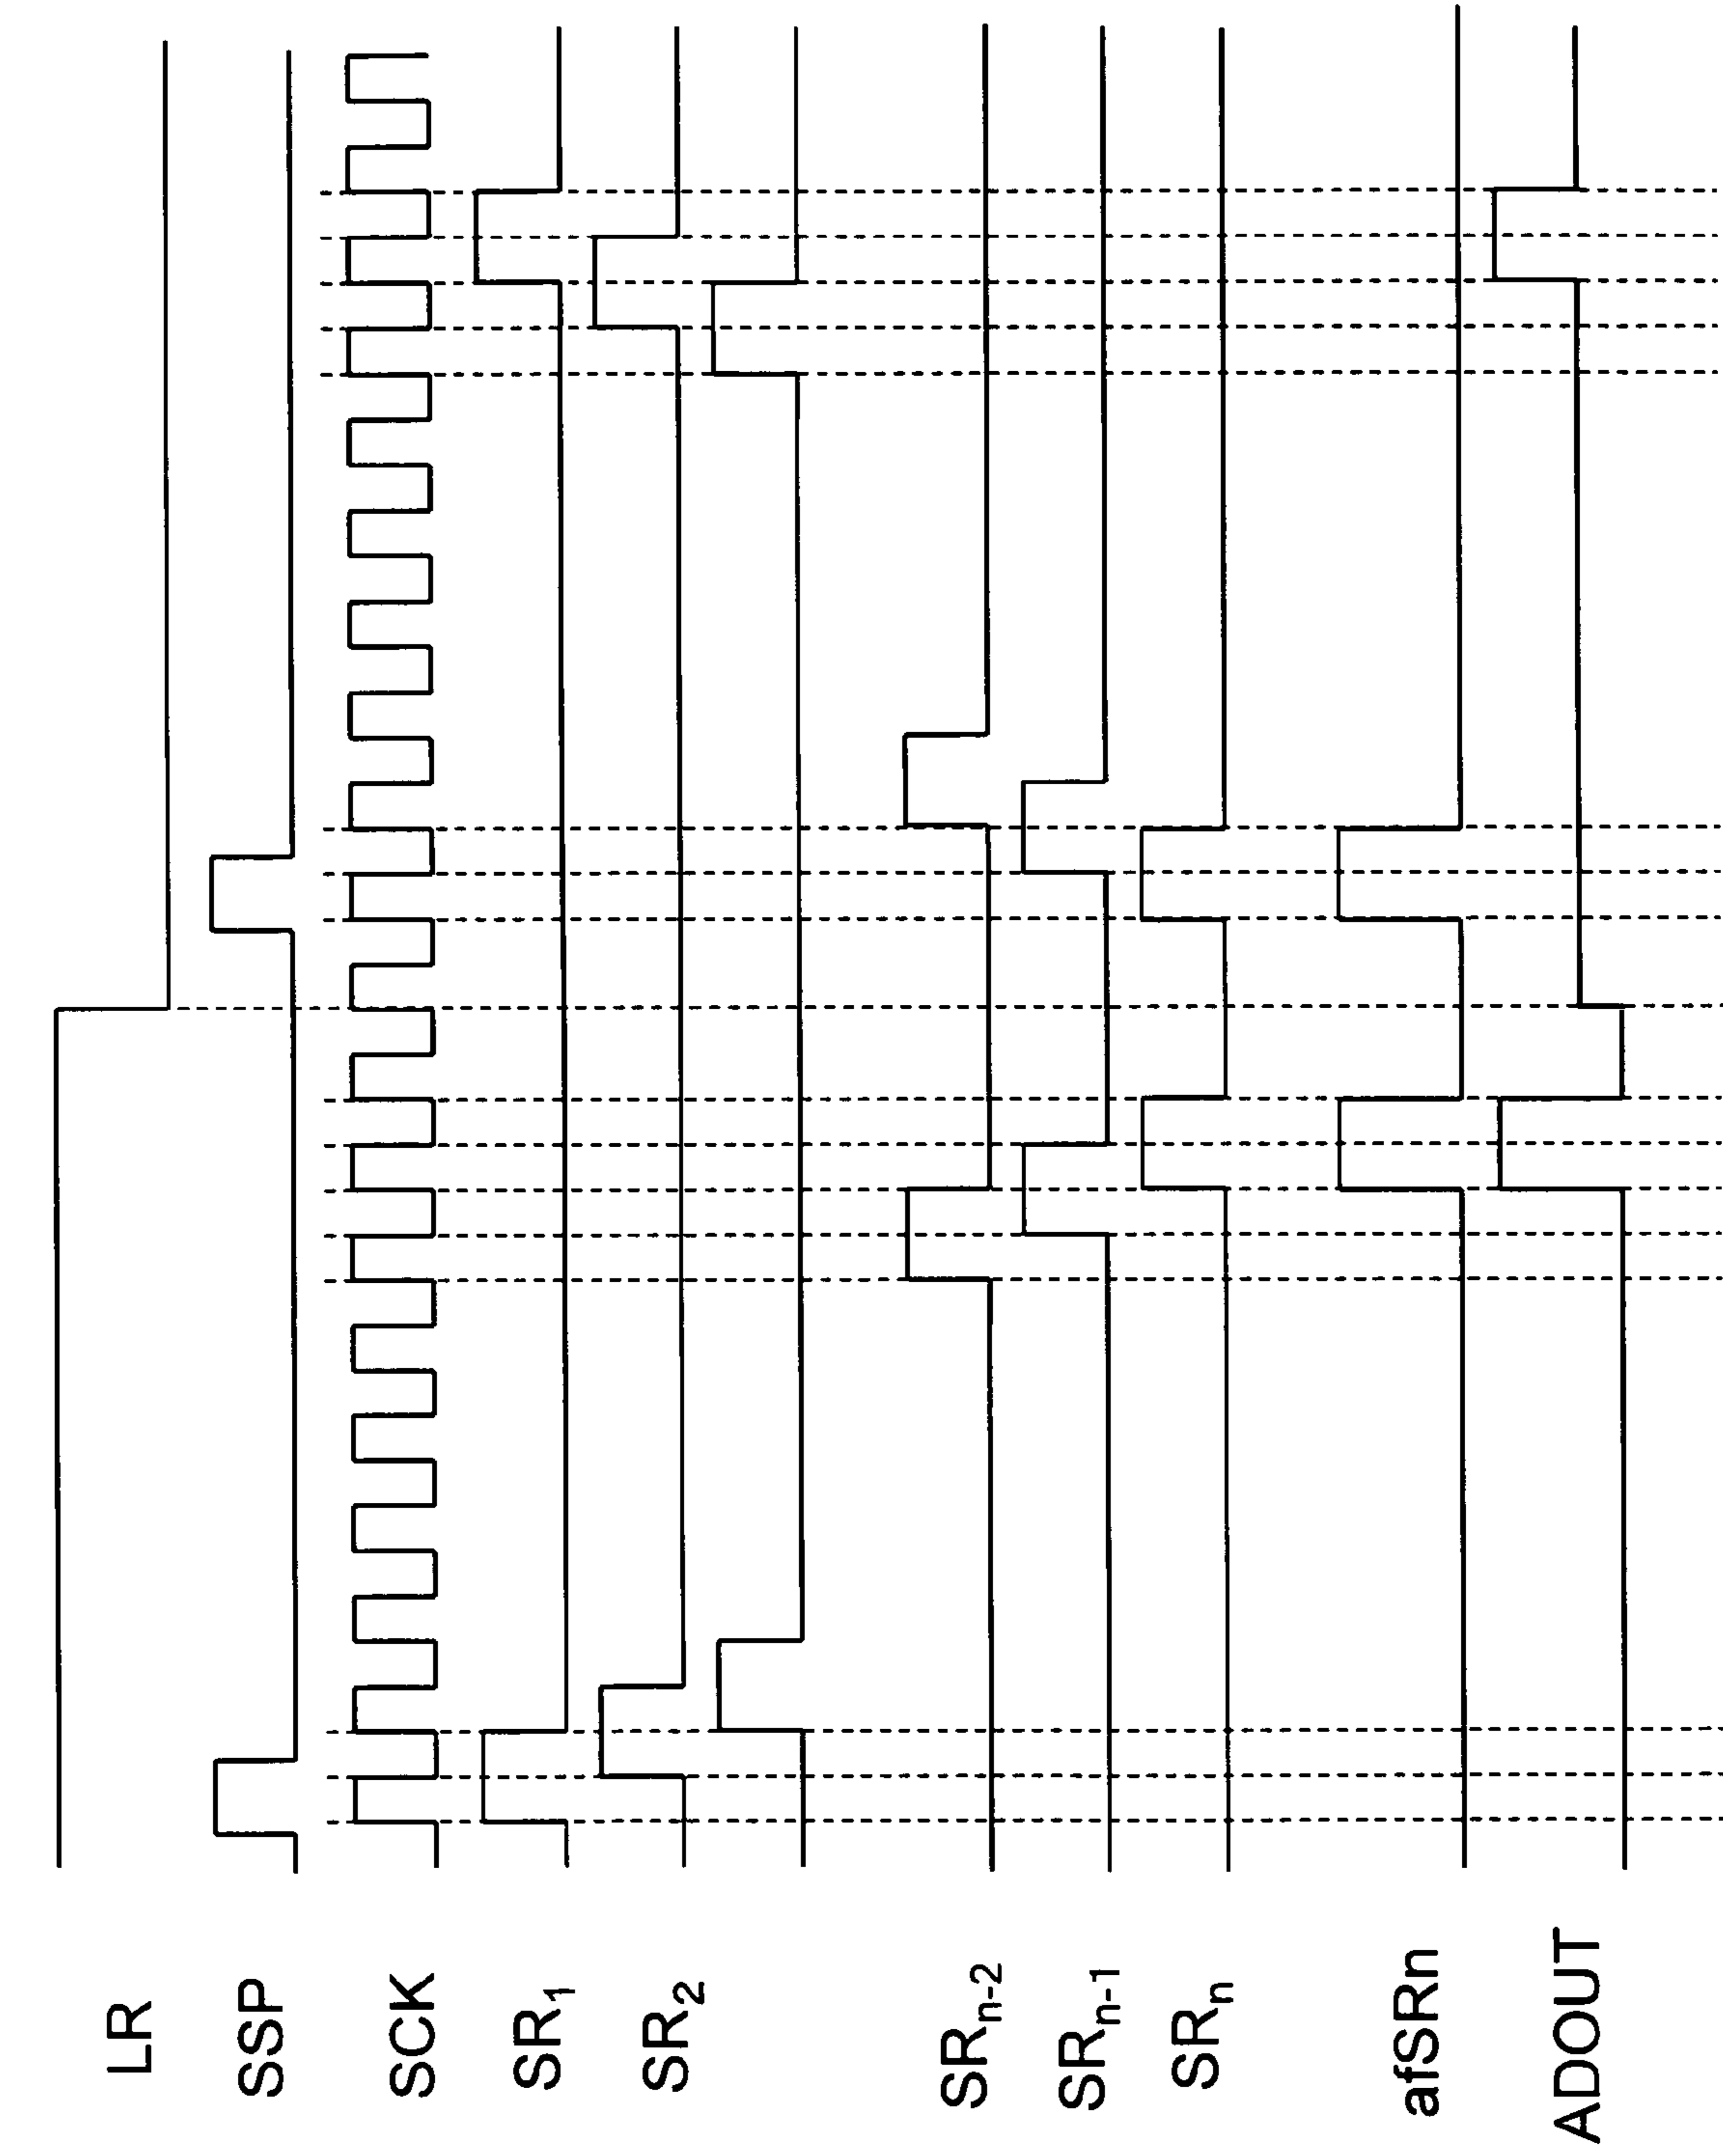 LR
SSP
SCK
SR₁
SR₂
SRₙ₋₂
SRₙ₋₁
SRₙ
afSRn
ADOUT